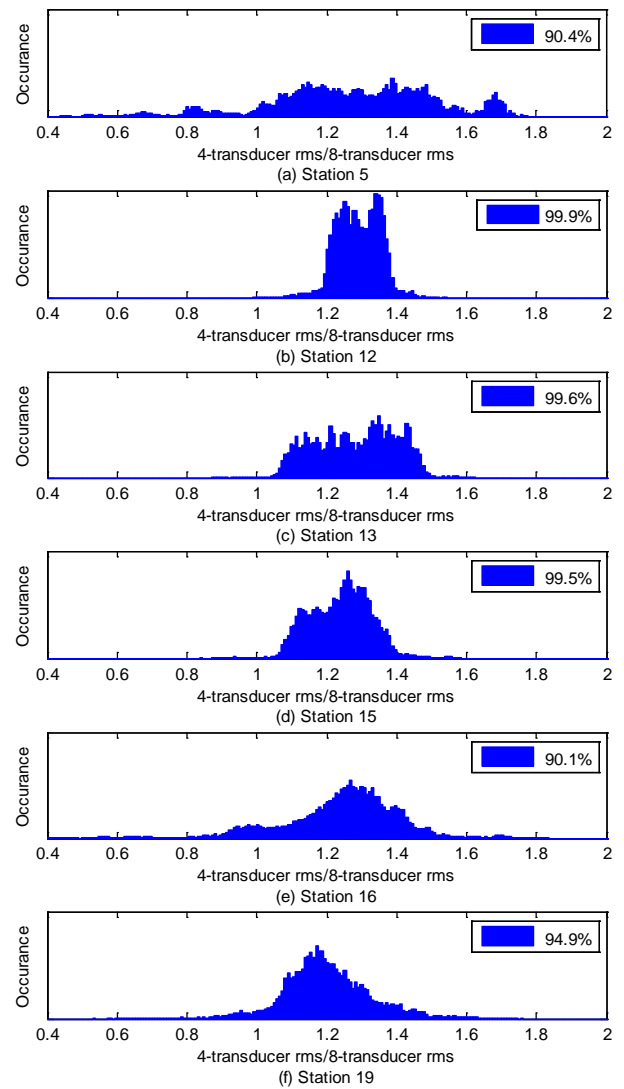 90.4%
Occurance
0.4 0.6 0.8 1 1.2 1.4 1.6 1.8 2
4-transducer rms/8-transducer rms
(a) Station 5
99.9%
Occurance
0.4 0.6 0.8 1 1.2 1.4 1.6 1.8 2
4-transducer rms/8-transducer rms
(b) Station 12
99.6%
Occurance
0.4 0.6 0.8 1 1.2 1.4 1.6 1.8 2
4-transducer rms/8-transducer rms
(c) Station 13
99.5%
Occurance
0.4 0.6 0.8 1 1.2 1.4 1.6 1.8 2
4-transducer rms/8-transducer rms
(d) Station 15
90.1%
Occurance
0.4 0.6 0.8 1 1.2 1.4 1.6 1.8 2
4-transducer rms/8-transducer rms
(e) Station 16
94.9%
Occurance
0.4 0.6 0.8 1 1.2 1.4 1.6 1.8 2
4-transducer rms/8-transducer rms
(f) Station 19